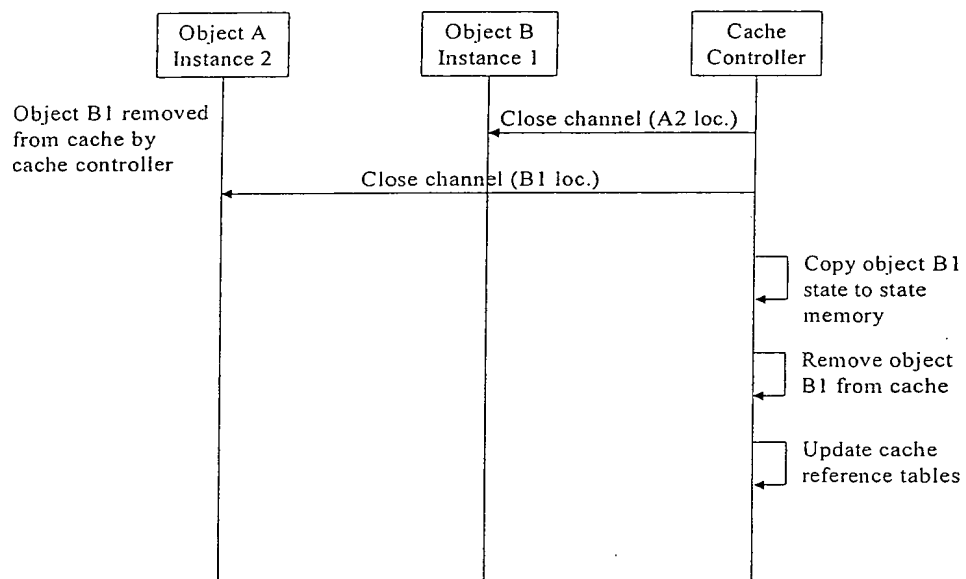 Object A
Instance 2
Object B
Instance 1
Cache
Controller
Object B1 removed
from cache by
cache controller
Close channel (A2 loc.)
Close channel (B1 loc.)
Copy object B1
state to state
memory
Remove object
B1 from cache
Update cache
reference tables